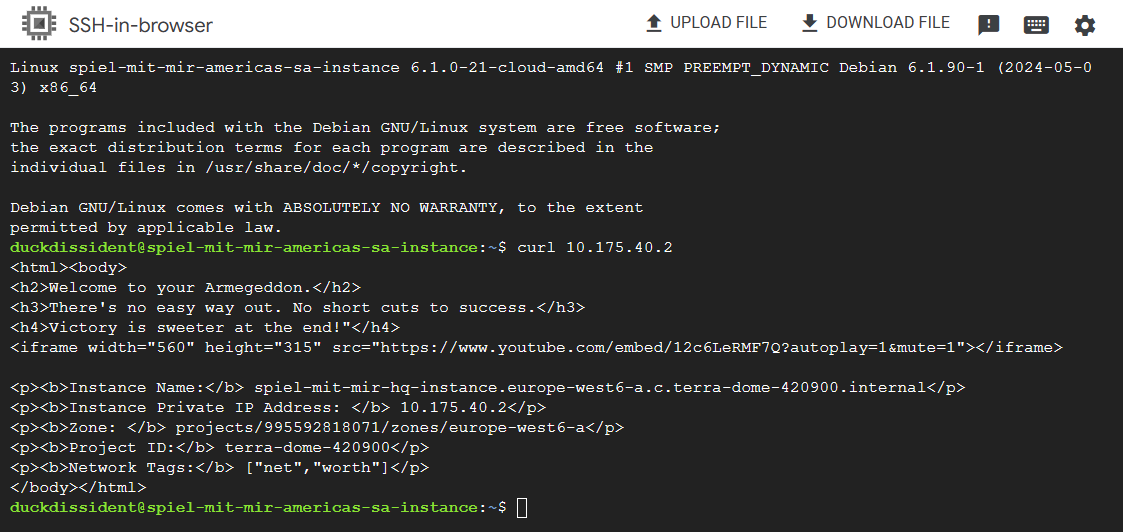 SSH-in-browser
UPLOAD FILE
DOWNLOAD FILE
Linux spiel-mit-mir-americas-sa-instance 6.1.0-21-cloud-amd64 #1 SMP PREEMPT_DYNAMIC Debian 6.1.90-1 (2024-05-0
3) x86_64
The programs included with the Debian GNU/Linux system are free software;
the exact distribution terms for each program are described in the
individual files in /usr/share/doc/*/copyright.
Debian GNU/Linux comes with ABSOLUTELY NO WARRANTY, to the extent
permitted by applicable law.
duckdissident@spiel-mit-mir-americas-sa-instance:~$ curl 10.175.40.2
<html><body>
<h2>Welcome to your Armegeddon.</h2>
<h3>There's no easy way out. No short cuts to success.</h3>
<h4>Victory is sweeter at the end!"</h4>
<iframe width="560" height="315" src="https://www.youtube.com/embed/12c6LeRMF7Q?autoplay=1&mute=1"></iframe>
<p><b>Instance Name:</b> spiel-mit-mir-hq-instance.europe-west6-a.c.terra-dome-420900.internal</p>
<p><b>Instance Private IP Address: </b> 10.175.40.2</p>
<p><b>Zone: </b> projects/995592818071/zones/europe-west6-a</p>
<p><b>Project ID:</b> terra-dome-420900</p>
<p><b>Network Tags:</b> ["net","worth"]</p>
</body></html>
duckdissident@spiel-mit-mir-americas-sa-instance:~$